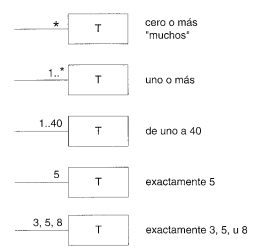 * T cero o más
"muchos"
1..* T uno o más
1..40 T de uno a 40
5 T exactamente 5
3, 5, 8 T exactamente 3, 5, u 8